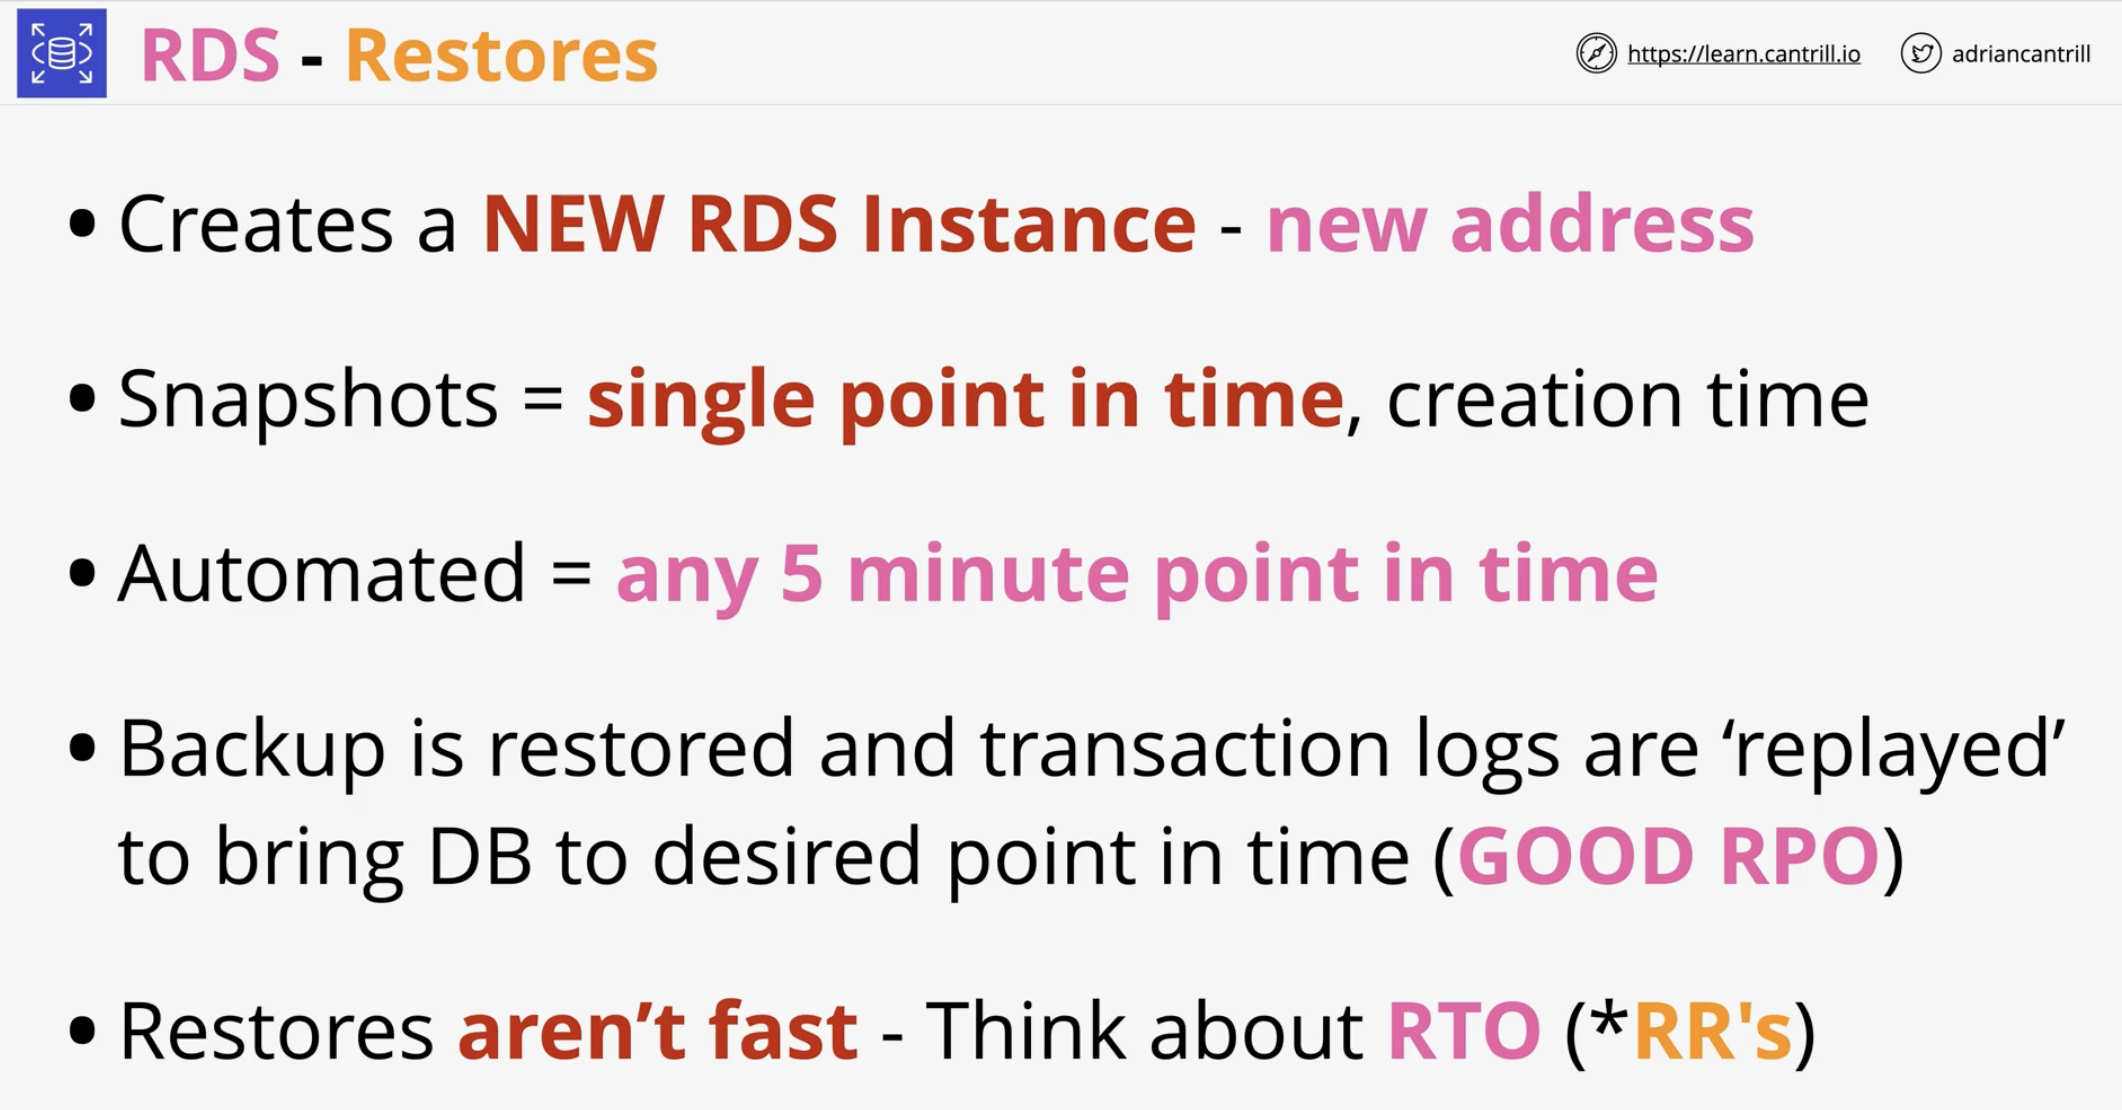 RDS - Restores
https://learn.cantrill.io
adriancantrill
• Creates a NEW RDS Instance - new address
• Snapshots = single point in time, creation time
• Automated = any 5 minute point in time
• Backup is restored and transaction logs are ‘replayed’
to bring DB to desired point in time (GOOD RPO)
• Restores aren’t fast - Think about RTO (*RR's)